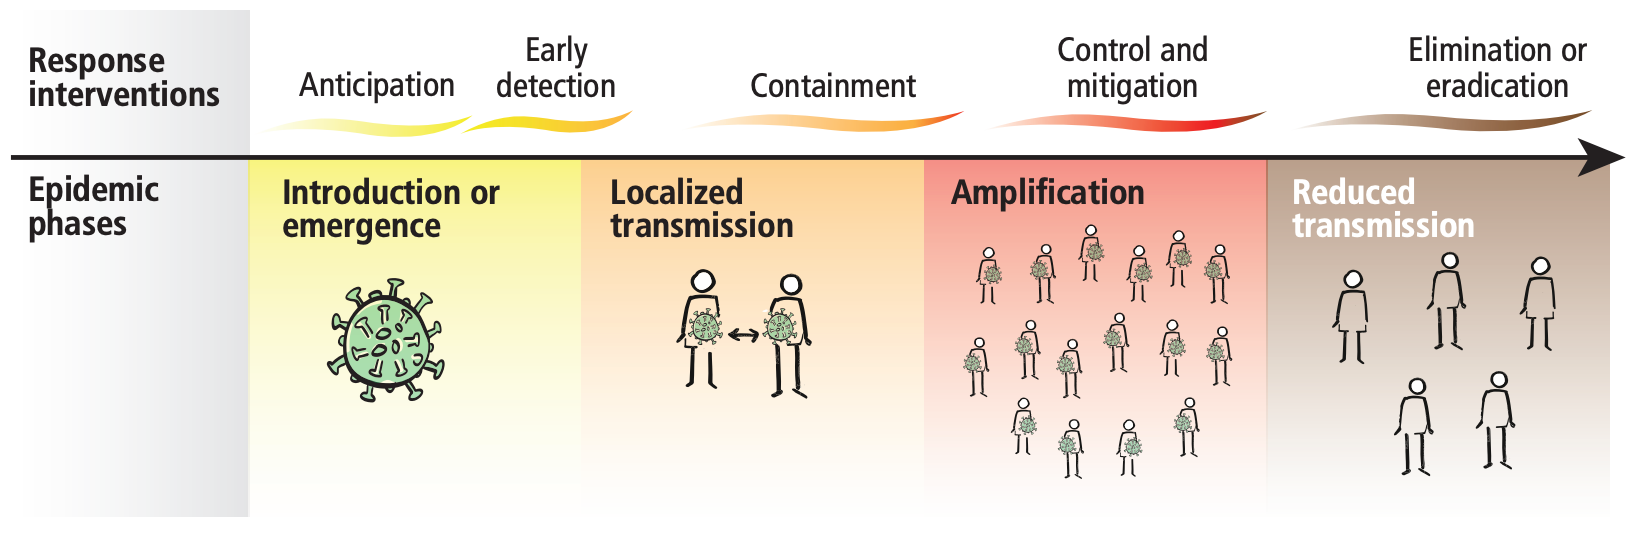 Response
interventions
Anticipation
Early
detection
Containment
Control and
mitigation
Elimination or
eradication
Epidemic
phases
Introduction or
emergence
Localized
transmission
Amplification
Reduced
transmission